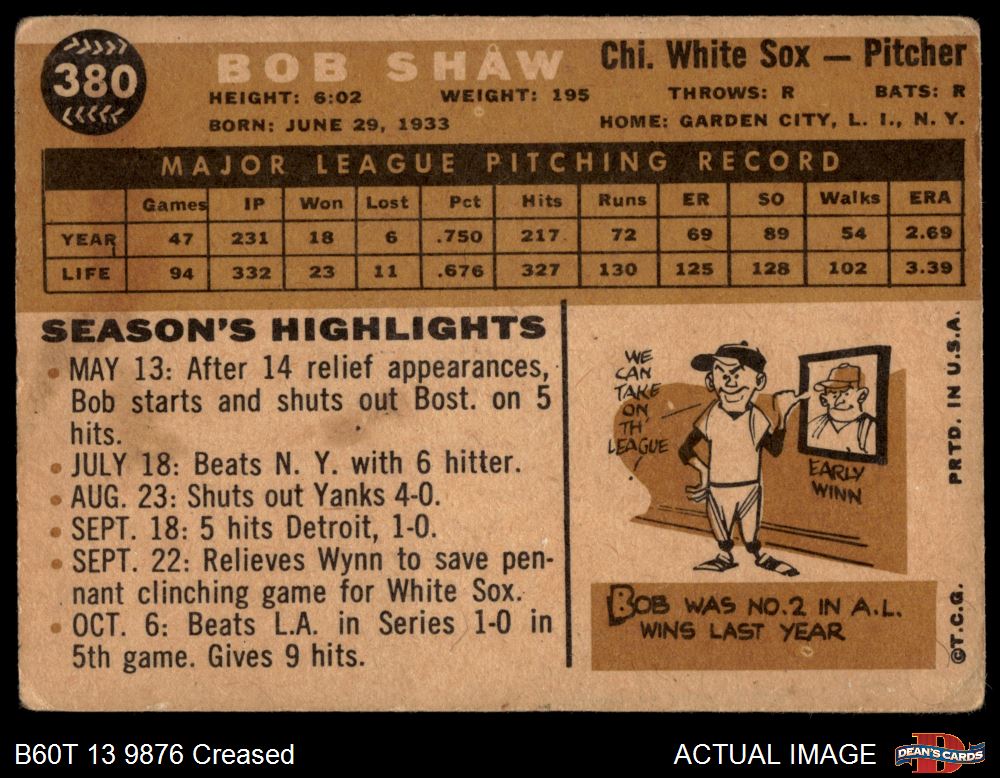 380
BOB SHAW
Chi. White Sox — Pitcher
HEIGHT: 6:02 WEIGHT: 195 THROWS: R BATS: R
BORN: JUNE 29, 1933 HOME: GARDEN CITY, L. I., N. Y.
MAJOR LEAGUE PITCHING RECORD
Games IP Won Lost Pct Hits Runs ER SO Walks ERA
YEAR 47 231 18 6 .750 217 72 69 89 54 2.69
LIFE 94 332 23 11 .676 327 130 125 128 102 3.39
SEASON'S HIGHLIGHTS
• MAY 13: After 14 relief appearances,
Bob starts and shuts out Bost. on 5
hits.
• JULY 18: Beats N. Y. with 6 hitter.
• AUG. 23: Shuts out Yanks 4-0.
• SEPT. 18: 5 hits Detroit, 1-0.
• SEPT. 22: Relieves Wynn to save pen-
nant clinching game for White Sox.
• OCT. 6: Beats L.A. in Series 1-0 in
5th game. Gives 9 hits.
WE
CAN
TAKE
ON
TH'
LEAGUE
EARLY
WINN
BOB WAS NO. 2 IN A.L.
WINS LAST YEAR
PRTD. IN U.S.A.
©T.C.G.
B60T 13 9876 Creased
ACTUAL IMAGE
DEAN'S CARDS